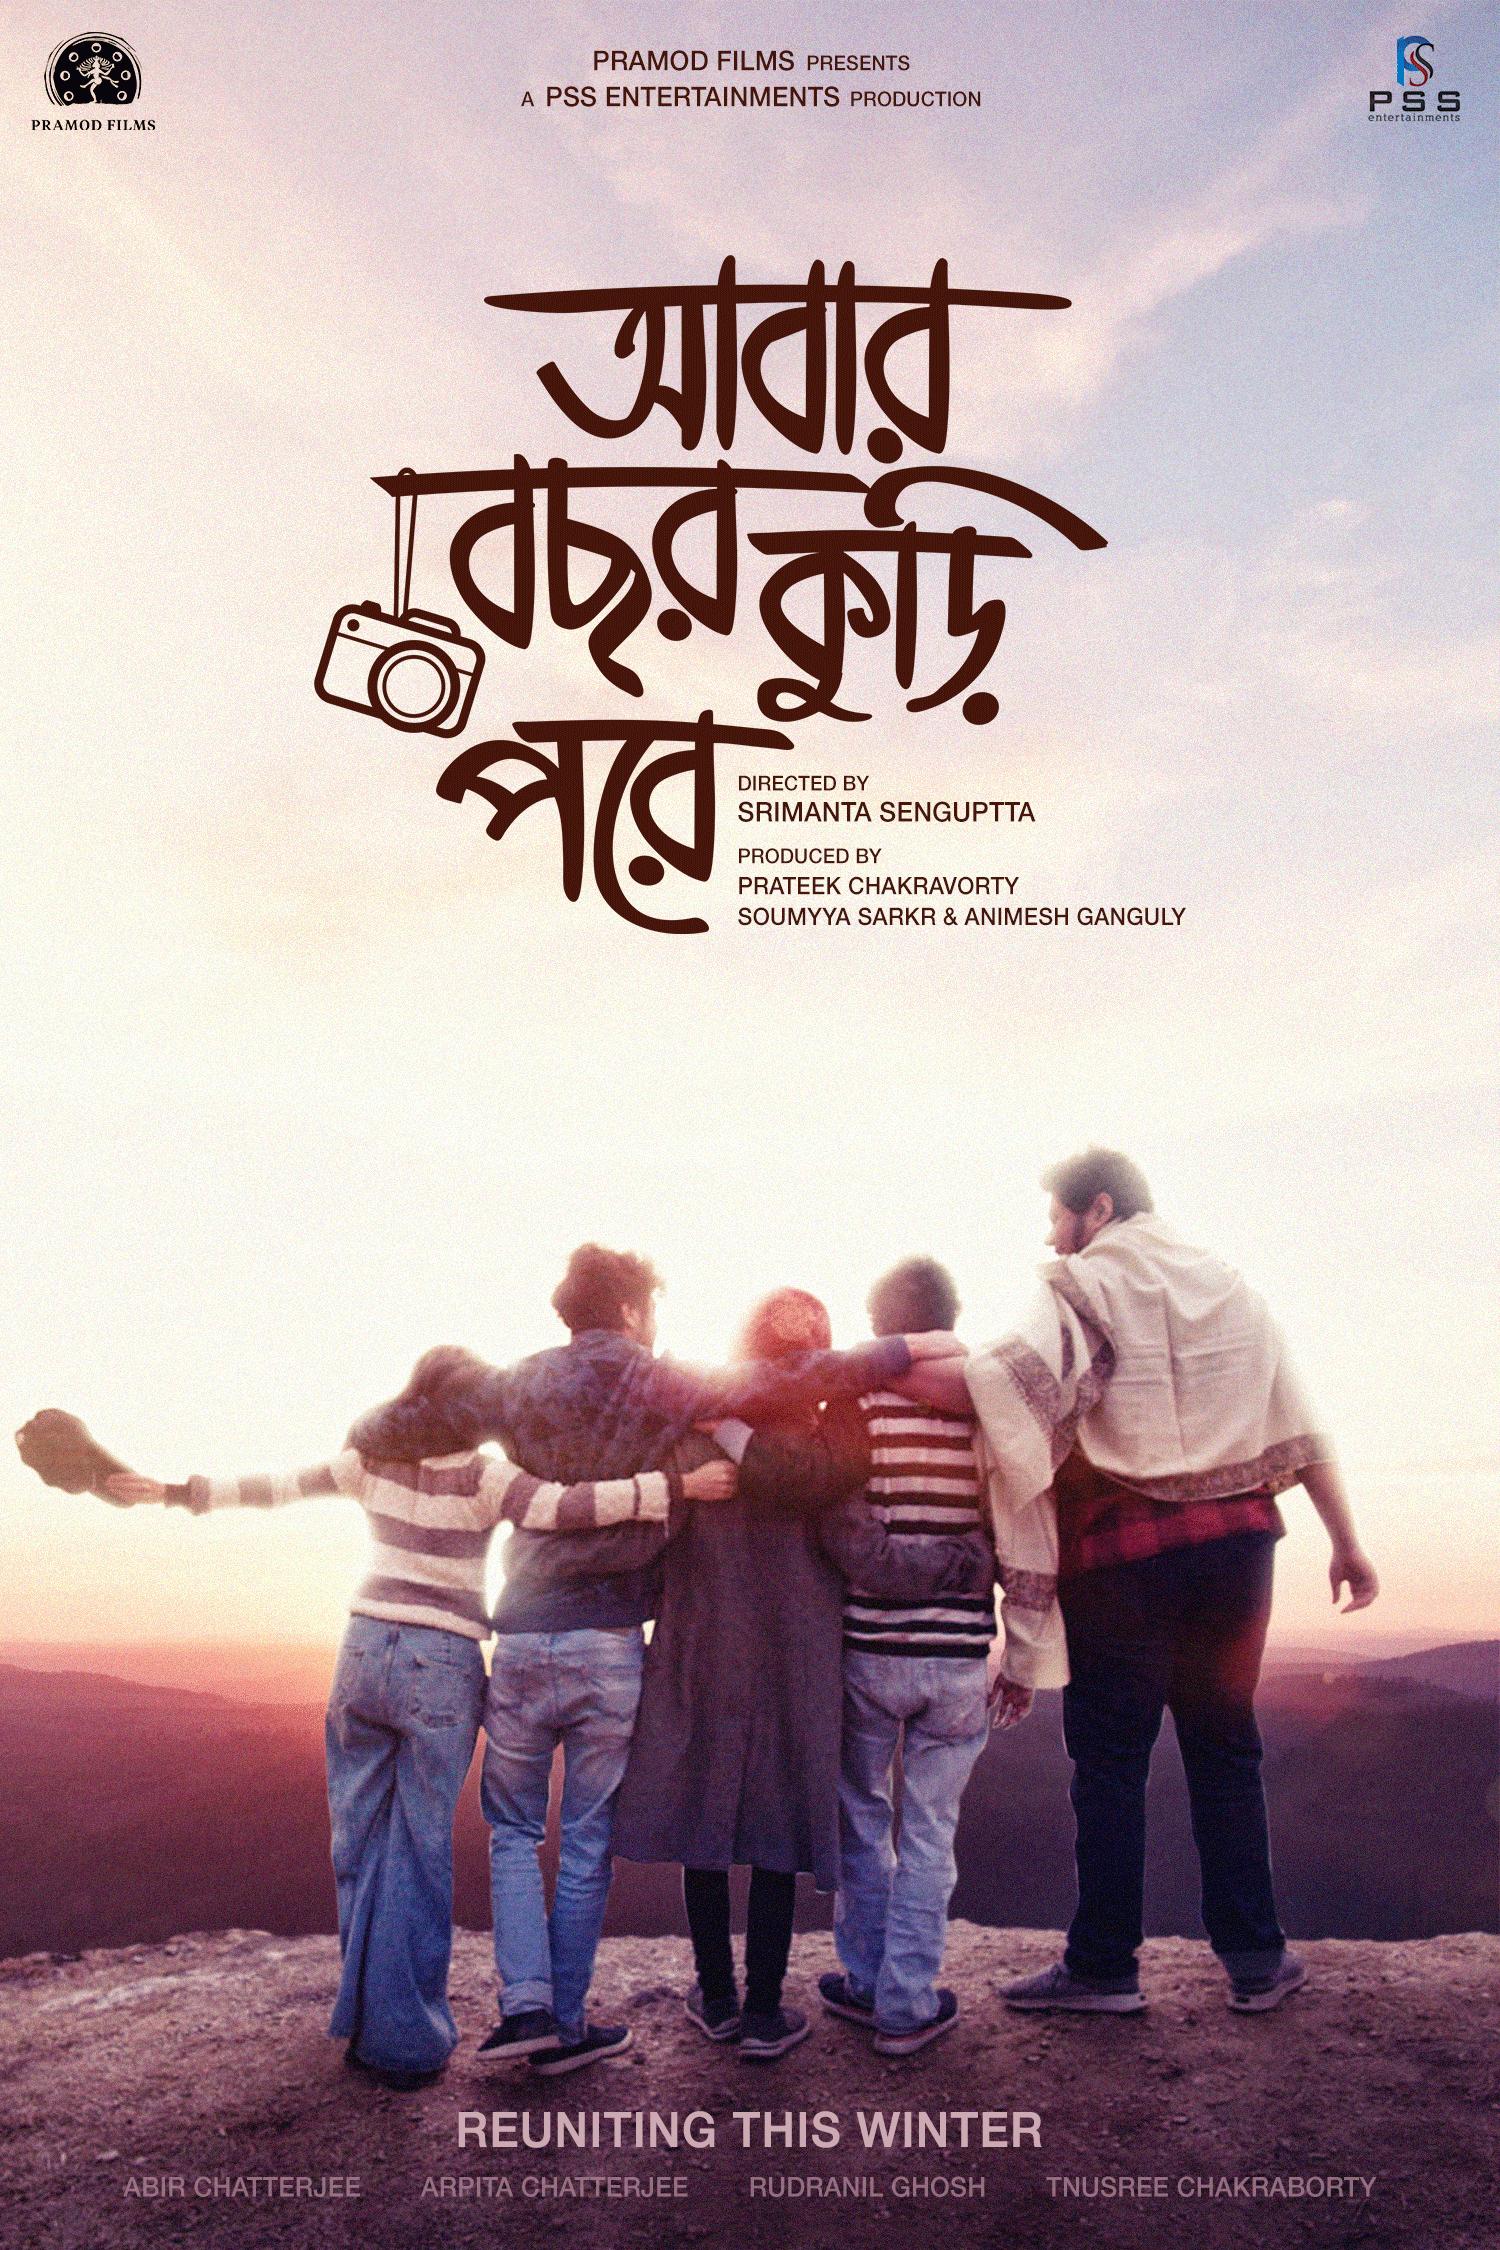 PRAMOD FILMS
PRAMOD FILMS PRESENTS
A PSS ENTERTAINMENTS PRODUCTION
PSS
entertainments
আবার
বছর কুড়ি
পরে
DIRECTED BY
SRIMANTA SENGUPTTA
PRODUCED BY
PRATEEK CHAKRAVORTY
SOUMYYA SARKR & ANIMESH GANGULY
REUNITING THIS WINTER
ABIR CHATTERJEE ARPITA CHATTERJEE RUDRANIL GHOSH TNUSREE CHAKRABORTY